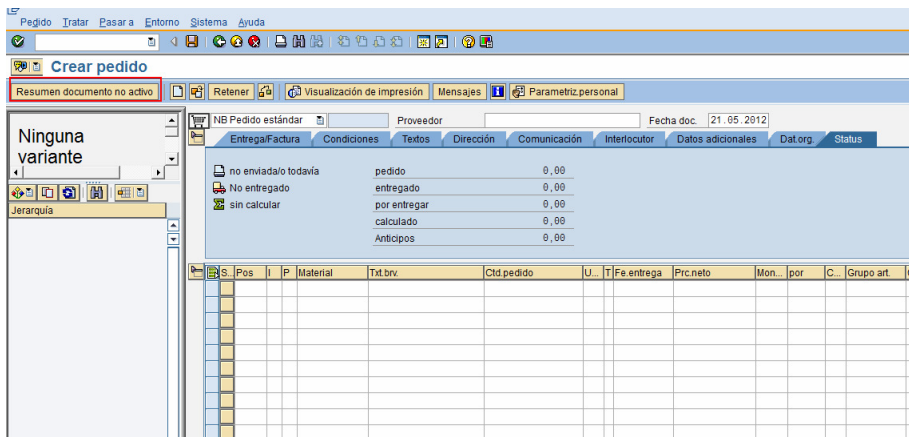 Pedido Tratar Pasar a Entorno Sistema Ayuda
Crear pedido
Resumen documento no activo Retener Visualización de impresión Mensajes Parametriz.personal
NB Pedido estándar Proveedor Fecha doc. 21.05.2012
Ninguna
variante
Entrega/Factura Condiciones Textos Dirección Comunicación Interlocutor Datos adicionales Dat.org. Status
no enviada/o todavía pedido 0,00
No entregado entregado 0,00
sin calcular por entregar 0,00
calculado 0,00
Anticipos 0,00
Jerarquía
S.. Pos I P Material Txt.brv. Ctd.pedido U... T Fe.entrega Prc.neto Mon... por C... Grupo art.